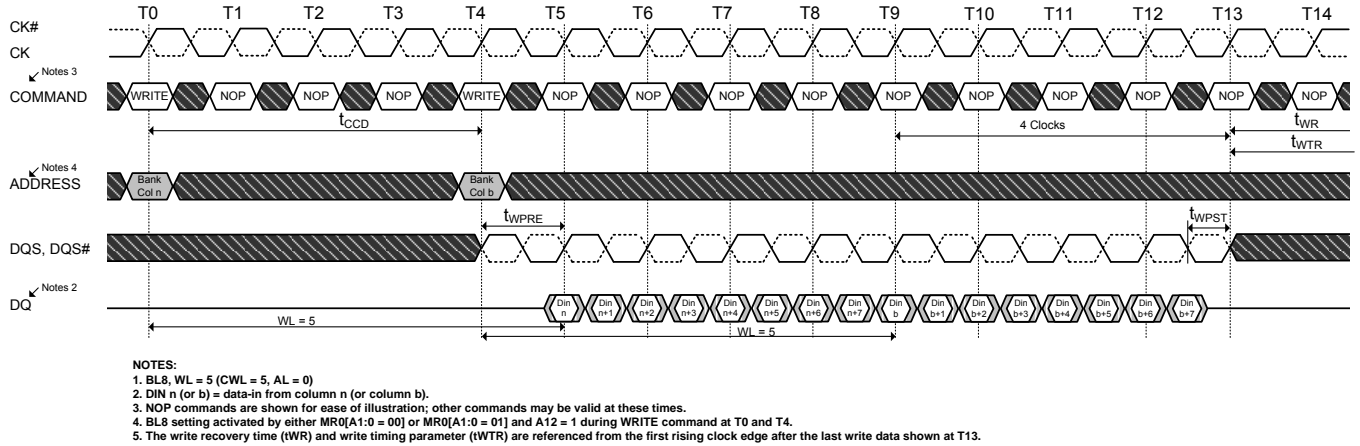 T0 T1 T2 T3 T4 T5 T6 T7 T8 T9 T10 T11 T12 T13 T14
CK#
CK
Notes 3
COMMAND WRITE NOP NOP NOP WRITE NOP NOP NOP NOP NOP NOP NOP NOP NOP NOP
tCCD 4 Clocks tWR
tWTR
Notes 4
ADDRESS Bank Col n Bank Col b
tWPRE tWPST
DQS, DQS#
Notes 2
DQ Din n Din n+1 Din n+2 Din n+3 Din n+4 Din n+5 Din n+6 Din n+7 Din b Din b+1 Din b+2 Din b+3 Din b+4 Din b+5 Din b+6 Din b+7
WL = 5 WL = 5
NOTES:
1. BL8, WL = 5 (CWL = 5, AL = 0)
2. DIN n (or b) = data-in from column n (or column b).
3. NOP commands are shown for ease of illustration; other commands may be valid at these times.
4. BL8 setting activated by either MR0[A1:0 = 00] or MR0[A1:0 = 01] and A12 = 1 during WRITE command at T0 and T4.
5. The write recovery time (tWR) and write timing parameter (tWTR) are referenced from the first rising clock edge after the last write data shown at T13.